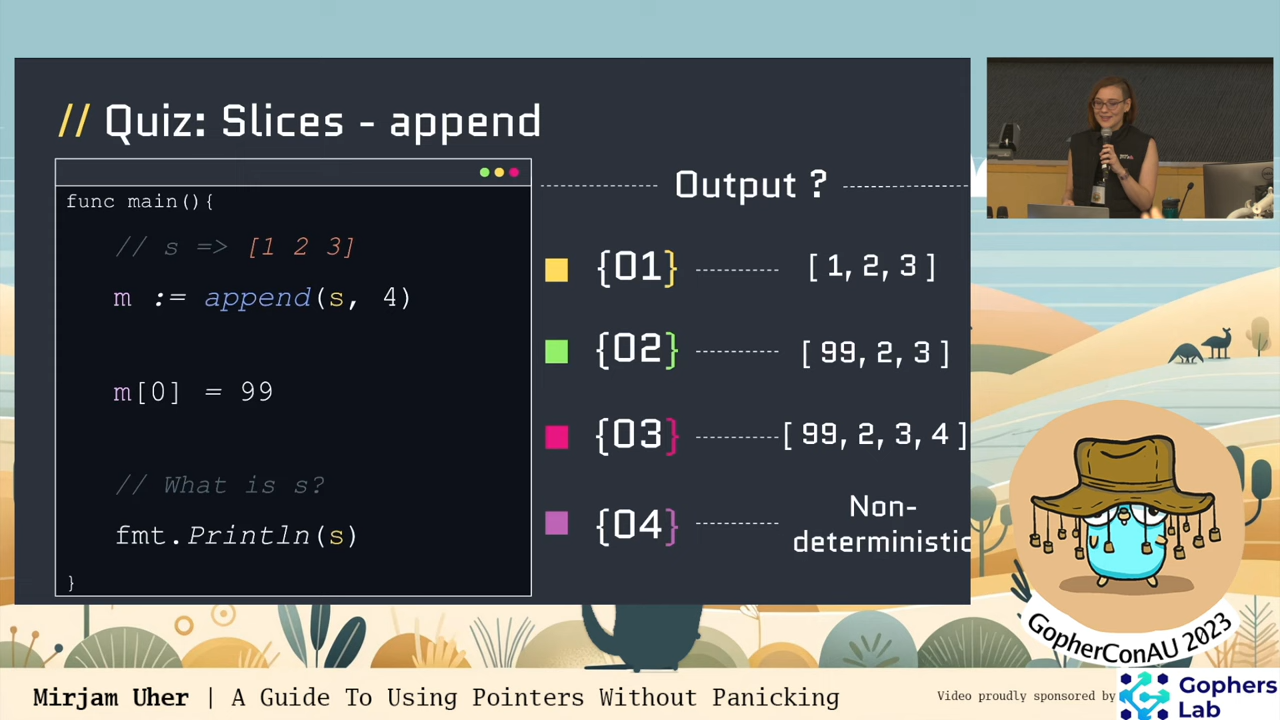 // Quiz: Slices - append
func main(){
// s => [1 2 3]
m := append(s, 4)
m[0] = 99
// What is s?
fmt.Println(s)
}
Output ?
{01} [ 1, 2, 3 ]
{02} [ 99, 2, 3 ]
{03} [ 99, 2, 3, 4 ]
{04} Non-
deterministic
GopherConAU 2023
Mirjam Uher | A Guide To Using Pointers Without Panicking
Video proudly sponsored by
Gophers
Lab